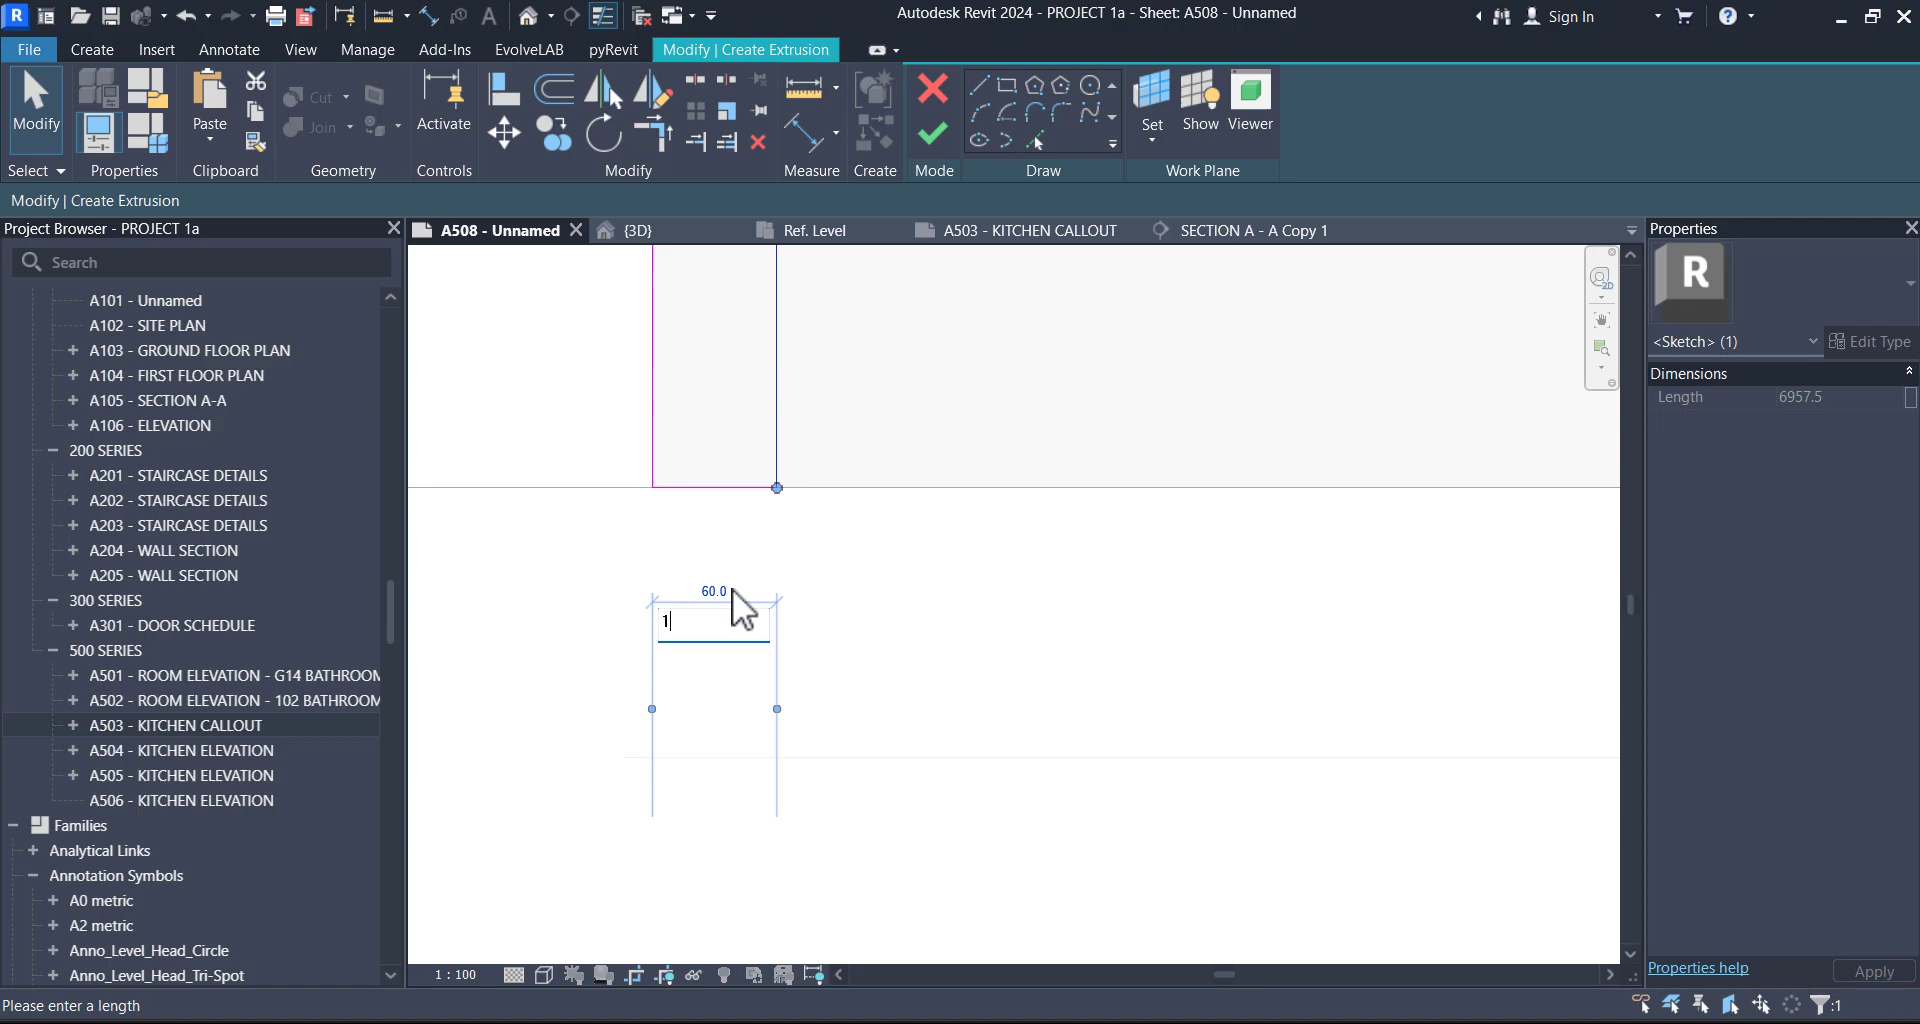 Autodesk Revit 2024 - PROJECT 1a - Sheet: A508 - Unnamed
Sign In
File Create Insert Annotate View Manage Add-Ins EvolveLAB pyRevit Modify | Create Extrusion
Modify
Paste
Cut
Join
Activate
Set Show Viewer
Select Properties Clipboard Geometry Controls Modify Measure Create Mode Draw Work Plane
Modify | Create Extrusion
Project Browser - PROJECT 1a
Search
A101 - Unnamed
A102 - SITE PLAN
A103 - GROUND FLOOR PLAN
A104 - FIRST FLOOR PLAN
A105 - SECTION A-A
A106 - ELEVATION
200 SERIES
A201 - STAIRCASE DETAILS
A202 - STAIRCASE DETAILS
A203 - STAIRCASE DETAILS
A204 - WALL SECTION
A205 - WALL SECTION
300 SERIES
A301 - DOOR SCHEDULE
500 SERIES
A501 - ROOM ELEVATION - G14 BATHROOM
A502 - ROOM ELEVATION - 102 BATHROOM
A503 - KITCHEN CALLOUT
A504 - KITCHEN ELEVATION
A505 - KITCHEN ELEVATION
A506 - KITCHEN ELEVATION
Families
Analytical Links
Annotation Symbols
A0 metric
A2 metric
Anno_Level_Head_Circle
Anno_Level_Head_Tri-Spot
A508 - Unnamed
{3D}
Ref. Level
A503 - KITCHEN CALLOUT
SECTION A - A Copy 1
2D
60.0
1
1 : 100
Properties
R
<Sketch> (1)
Edit Type
Dimensions
Length 6957.5
Properties help
Apply
Please enter a length
:1